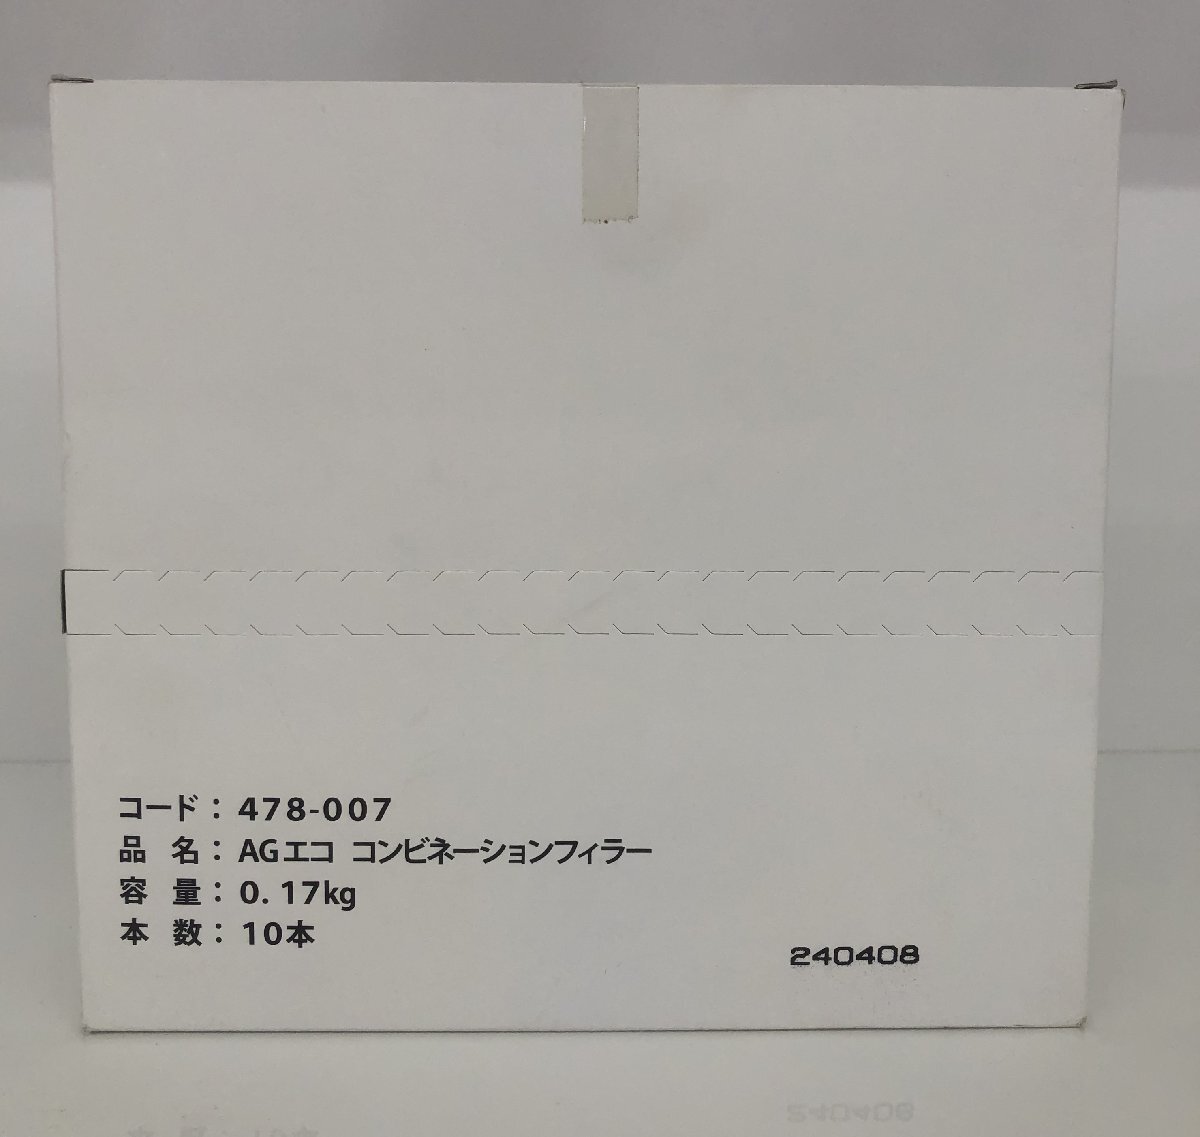 コード：478-007
品 名：AGエコ コンビネーションフィラー
容 量：0.17kg
本 数：10本
240408